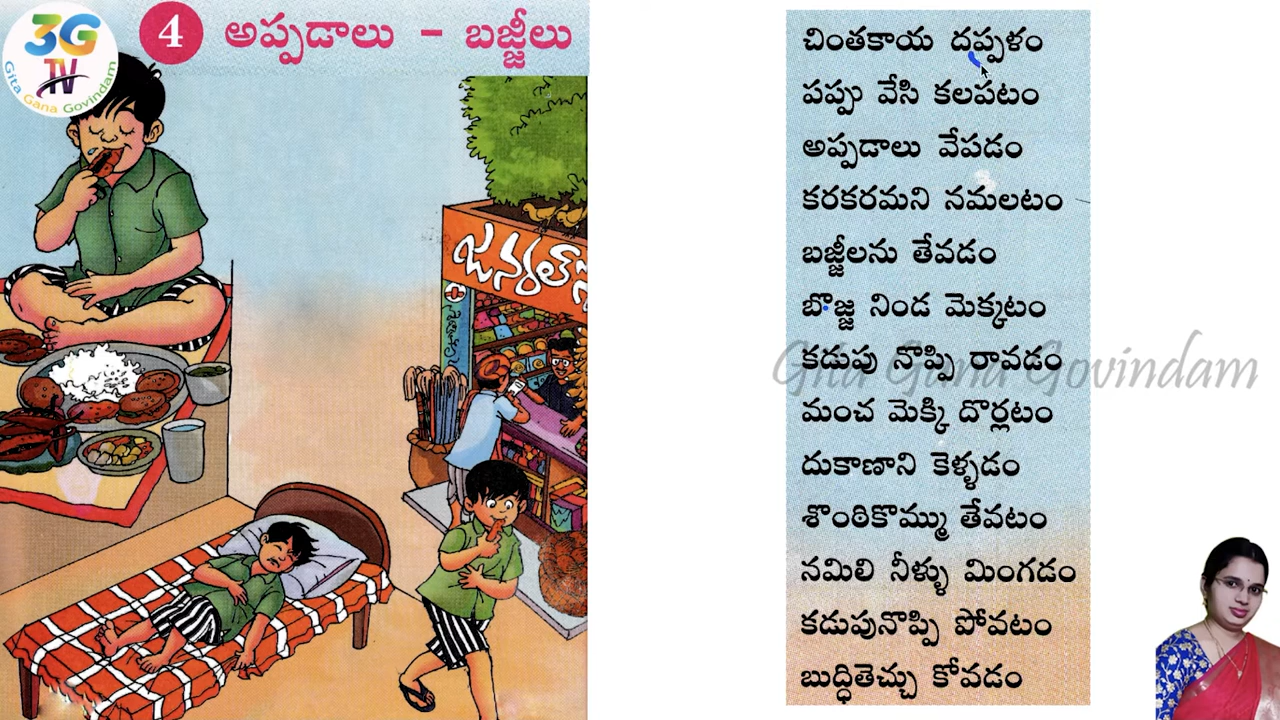 3G
TV
Gita Gana Govindam
4 అప్పడాలు - బజ్జీలు
జనరల్
చింతకాయ దప్పళం
పప్పు వేసి కలపటం
అప్పడాలు వేపడం
కరకరమని నమలటం
బజ్జీలను తేవడం
బొజ్జ నిండ మెక్కటం
కడుపు నొప్పి రావడం
మంచ మెక్కి దొర్లటం
దుకాణాని కెళ్ళడం
శొంఠికొమ్ము తేవటం
నమిలి నీళ్ళు మింగడం
కడుపునొప్పి పోవటం
బుద్ధితెచ్చు కోవడం
Gita Gana Govindam